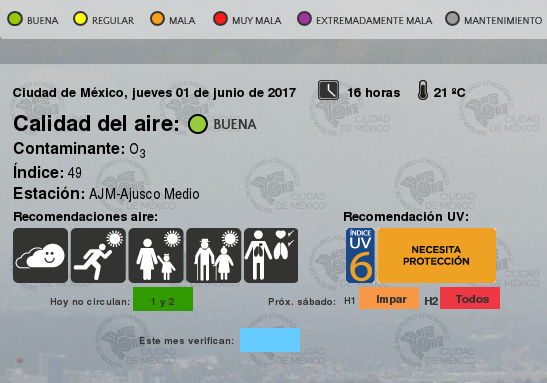 BUENA REGULAR MALA MUY MALA EXTREMADAMENTE MALA MANTENIMIENTO
Ciudad de México, jueves 01 de junio de 2017 16 horas 21 ºC
Calidad del aire: BUENA
Contaminante: O3
Índice: 49
Estación: AJM-Ajusco Medio
Recomendaciones aire: Recomendación UV:
ÍNDICE
UV
6
NECESITA
PROTECCIÓN
Hoy no circulan: 1 y 2 Próx. sábado: H1 Impar H2 Todos
Este mes verifican:
CIUDAD
DE MÉXICO